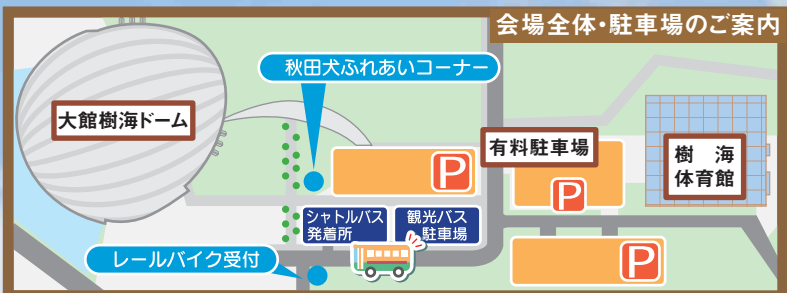 会場全体・駐車場のご案内
秋田犬ふれあいコーナー
大館樹海ドーム
有料駐車場
樹 海
体育館
P
P
シャトルバス
発着所
観光バス
駐車場
レールバイク受付
P